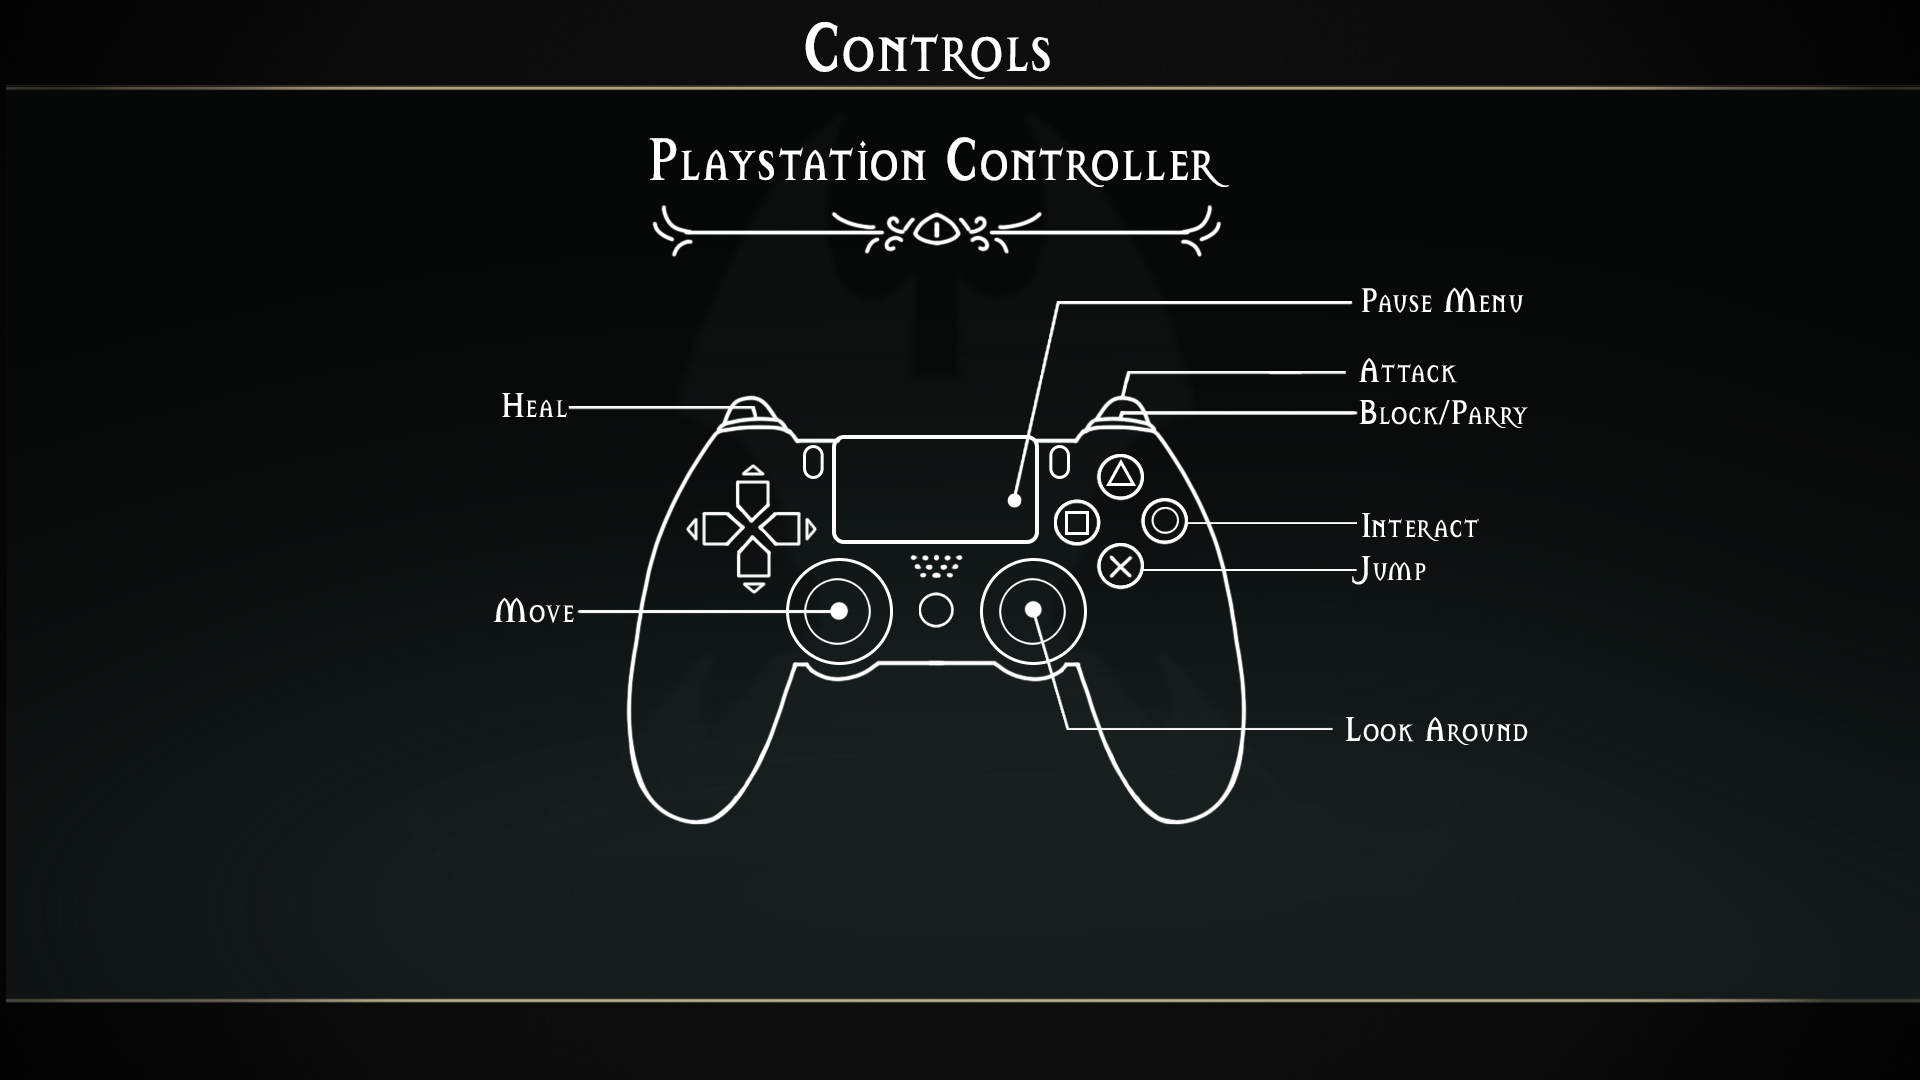 Controls
Playstation Controller
Pause Menu
Attack
Heal
Block/Parry
Interact
Jump
Move
Look Around